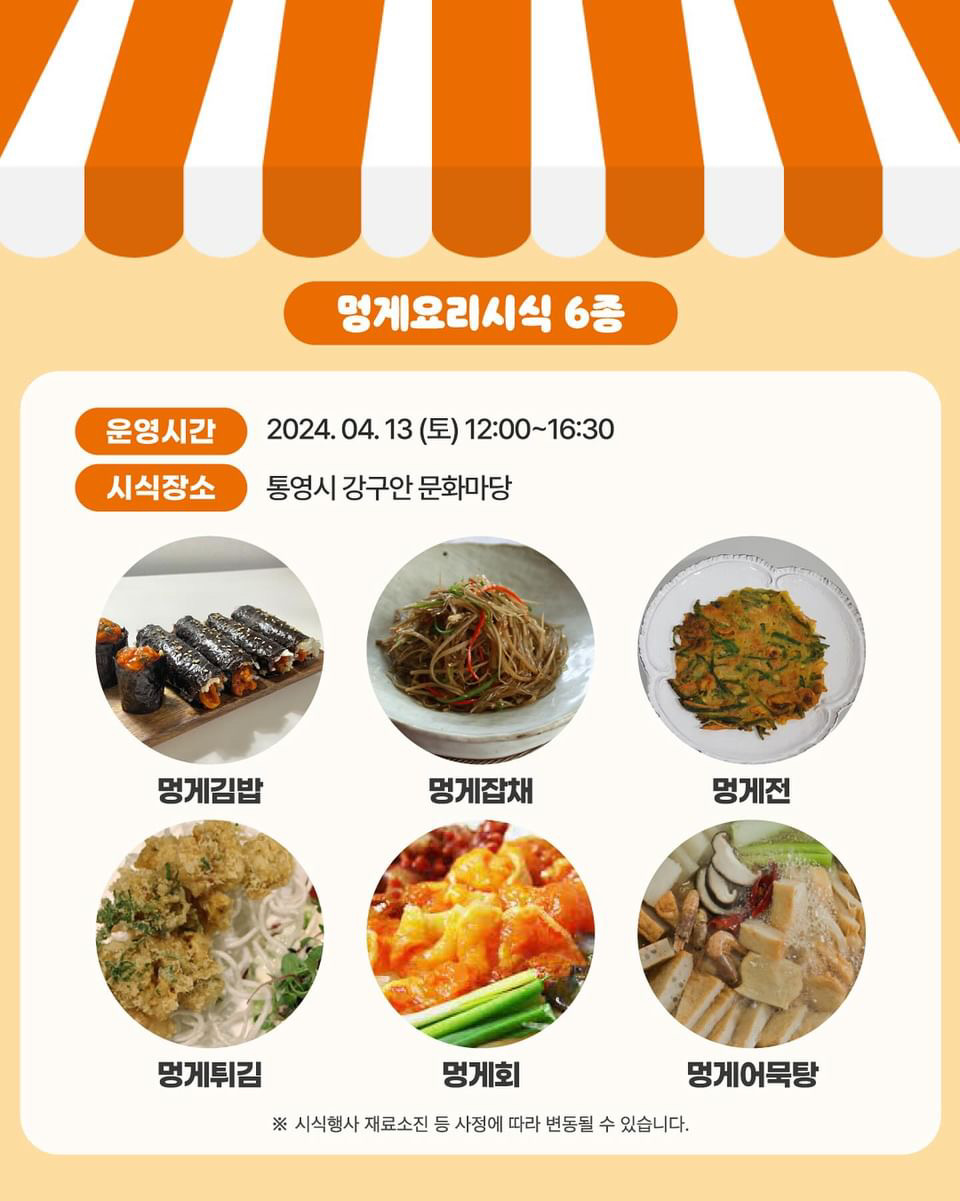 멍게요리시식 6종
운영시간 2024. 04. 13 (토) 12:00~16:30
시식장소 통영시 강구안 문화마당
멍게김밥 멍게잡채 멍게전
멍게튀김 멍게회 멍게어묵탕
※ 시식행사 재료소진 등 사정에 따라 변동될 수 있습니다.